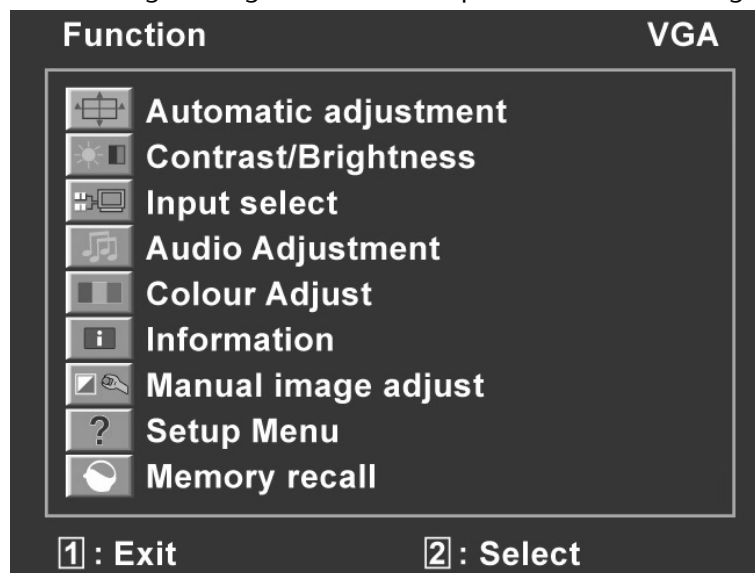 Function VGA
Automatic adjustment
Contrast/Brightness
Input select
Audio Adjustment
Colour Adjust
i Information
Manual image adjust
? Setup Menu
Memory recall
1 : Exit 2 : Select